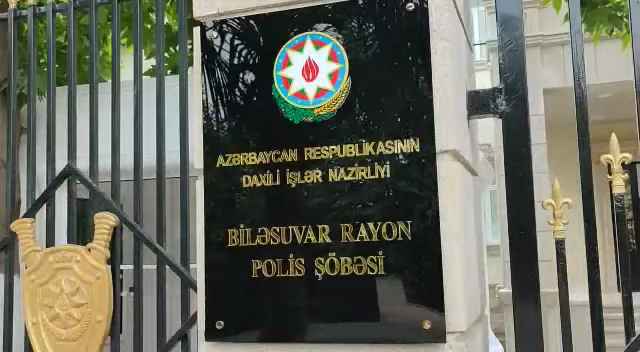 AZƏRBAYCAN RESPUBLİKASININ
DAXİLİ İŞLƏR NAZİRLİYİ
BİLƏSUVAR RAYON
POLİS ŞÖBƏSİ